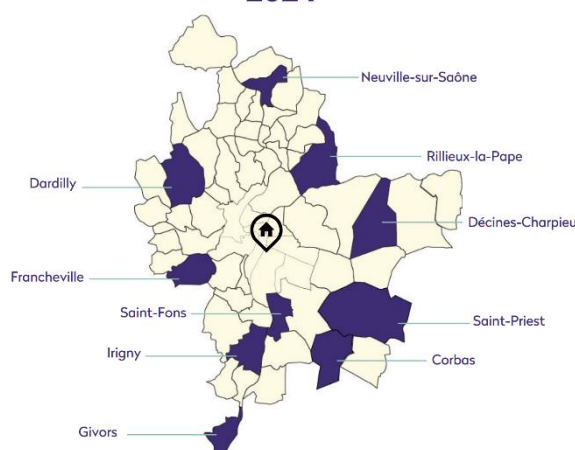 Neuville-sur-Saône
Rillieux-la-Pape
Dardilly
Décines-Charpieu
Francheville
Saint-Fons
Saint-Priest
Irigny
Corbas
Givors